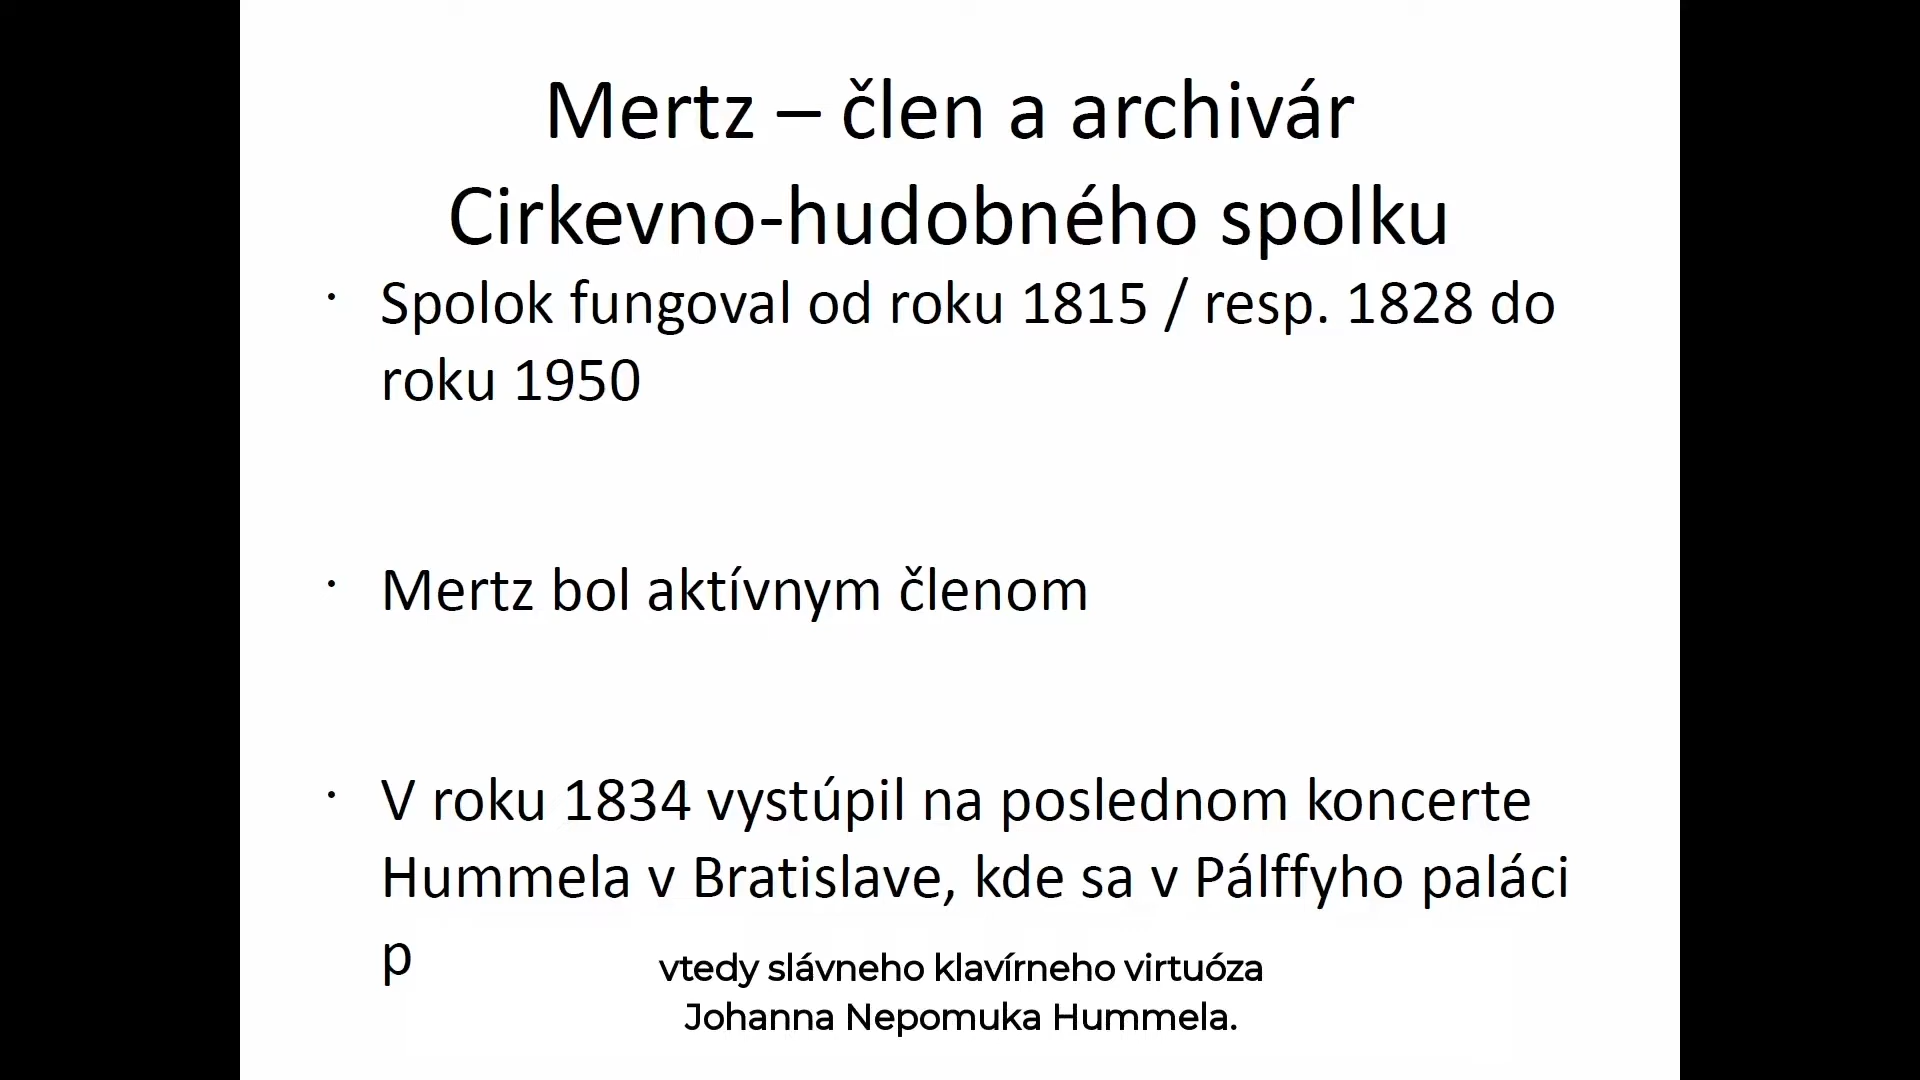 Mertz – člen a archivár
Cirkevno-hudobného spolku
• Spolok fungoval od roku 1815 / resp. 1828 do
roku 1950
• Mertz bol aktívnym členom
• V roku 1834 vystúpil na poslednom koncerte
Hummela v Bratislave, kde sa v Pálffyho paláci
p
vtedy slávneho klavírneho virtuóza
Johanna Nepomuka Hummela.